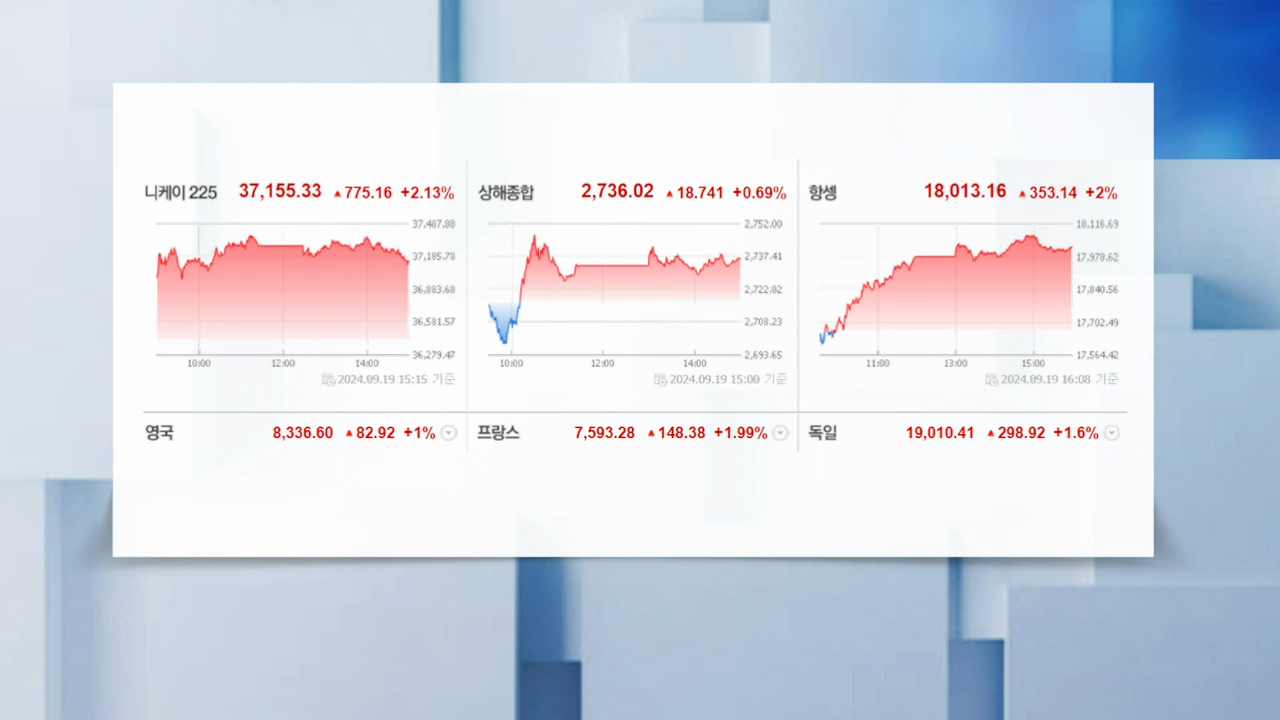 니케이 225 37,155.33 ▲775.16 +2.13%
37,487.88
37,185.78
36,883.68
36,581.57
36,279.47
10:00 12:00 14:00
2024.09.19 15:15 기준
상해종합 2,736.02 ▲18.741 +0.69%
2,752.00
2,737.41
2,722.82
2,708.23
2,693.65
10:00 12:00 14:00
2024.09.19 15:00 기준
항셍 18,013.16 ▲353.14 +2%
18,116.69
17,978.62
17,840.56
17,702.49
17,564.42
11:00 13:00 15:00
2024.09.19 16:08 기준
영국 8,336.60 ▲82.92 +1%
프랑스 7,593.28 ▲148.38 +1.99%
독일 19,010.41 ▲298.92 +1.6%